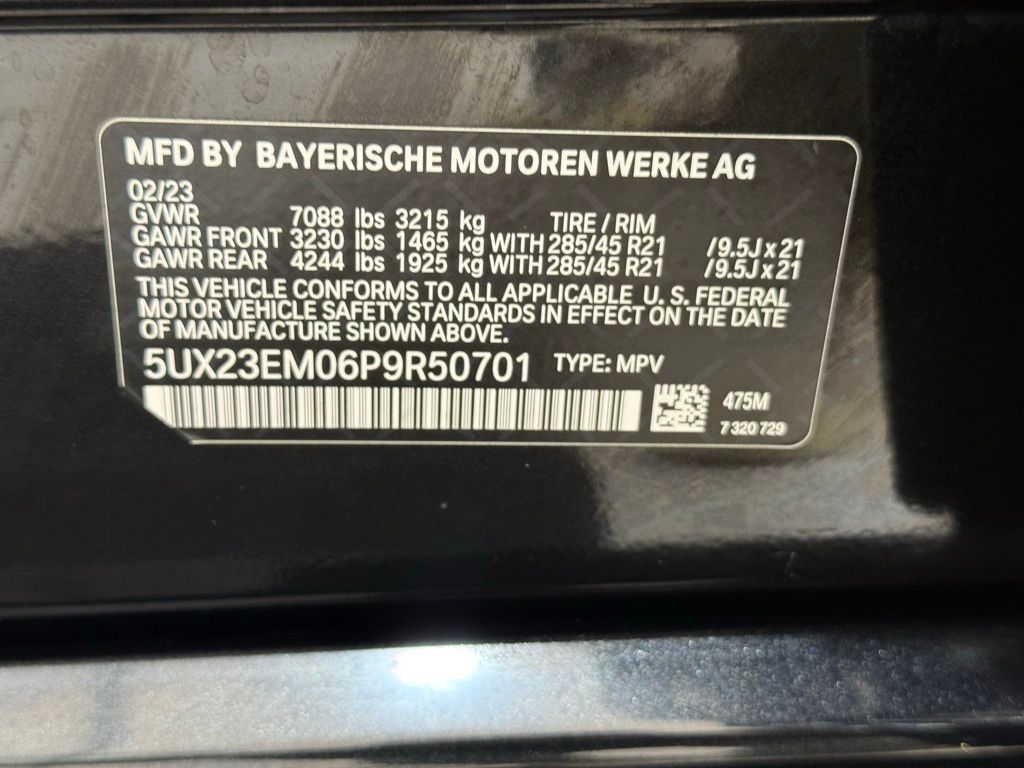 MFD BY BAYERISCHE MOTOREN WERKE AG
02/23
GVWR 7088 lbs 3215 kg TIRE / RIM
GAWR FRONT 3230 lbs 1465 kg WITH 285/45 R21 /9.5J x 21
GAWR REAR 4244 lbs 1925 kg WITH 285/45 R21 /9.5J x 21
THIS VEHICLE CONFORMS TO ALL APPLICABLE U. S. FEDERAL
MOTOR VEHICLE SAFETY STANDARDS IN EFFECT ON THE DATE
OF MANUFACTURE SHOWN ABOVE.
5UX23EM06P9R50701 TYPE: MPV
475M
7 320 729